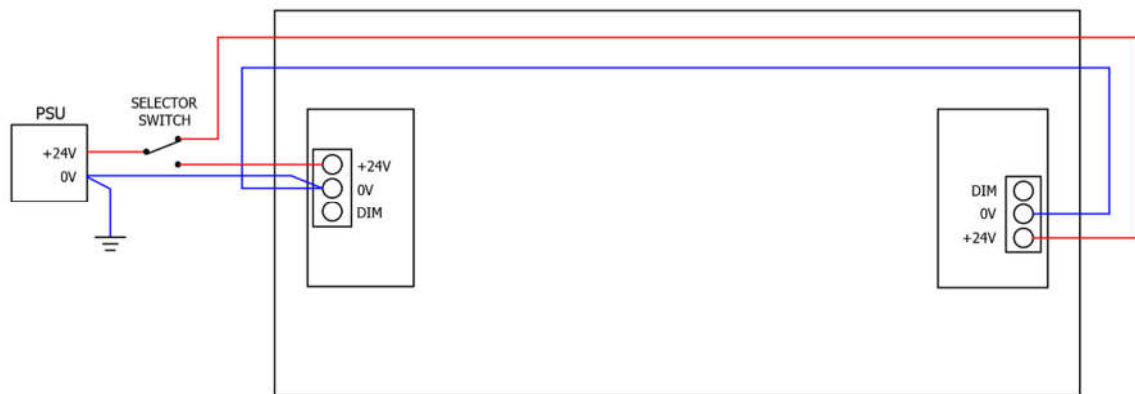 SELECTOR
SWITCH
PSU
+24V
0V
+24V
0V
DIM
DIM
0V
+24V